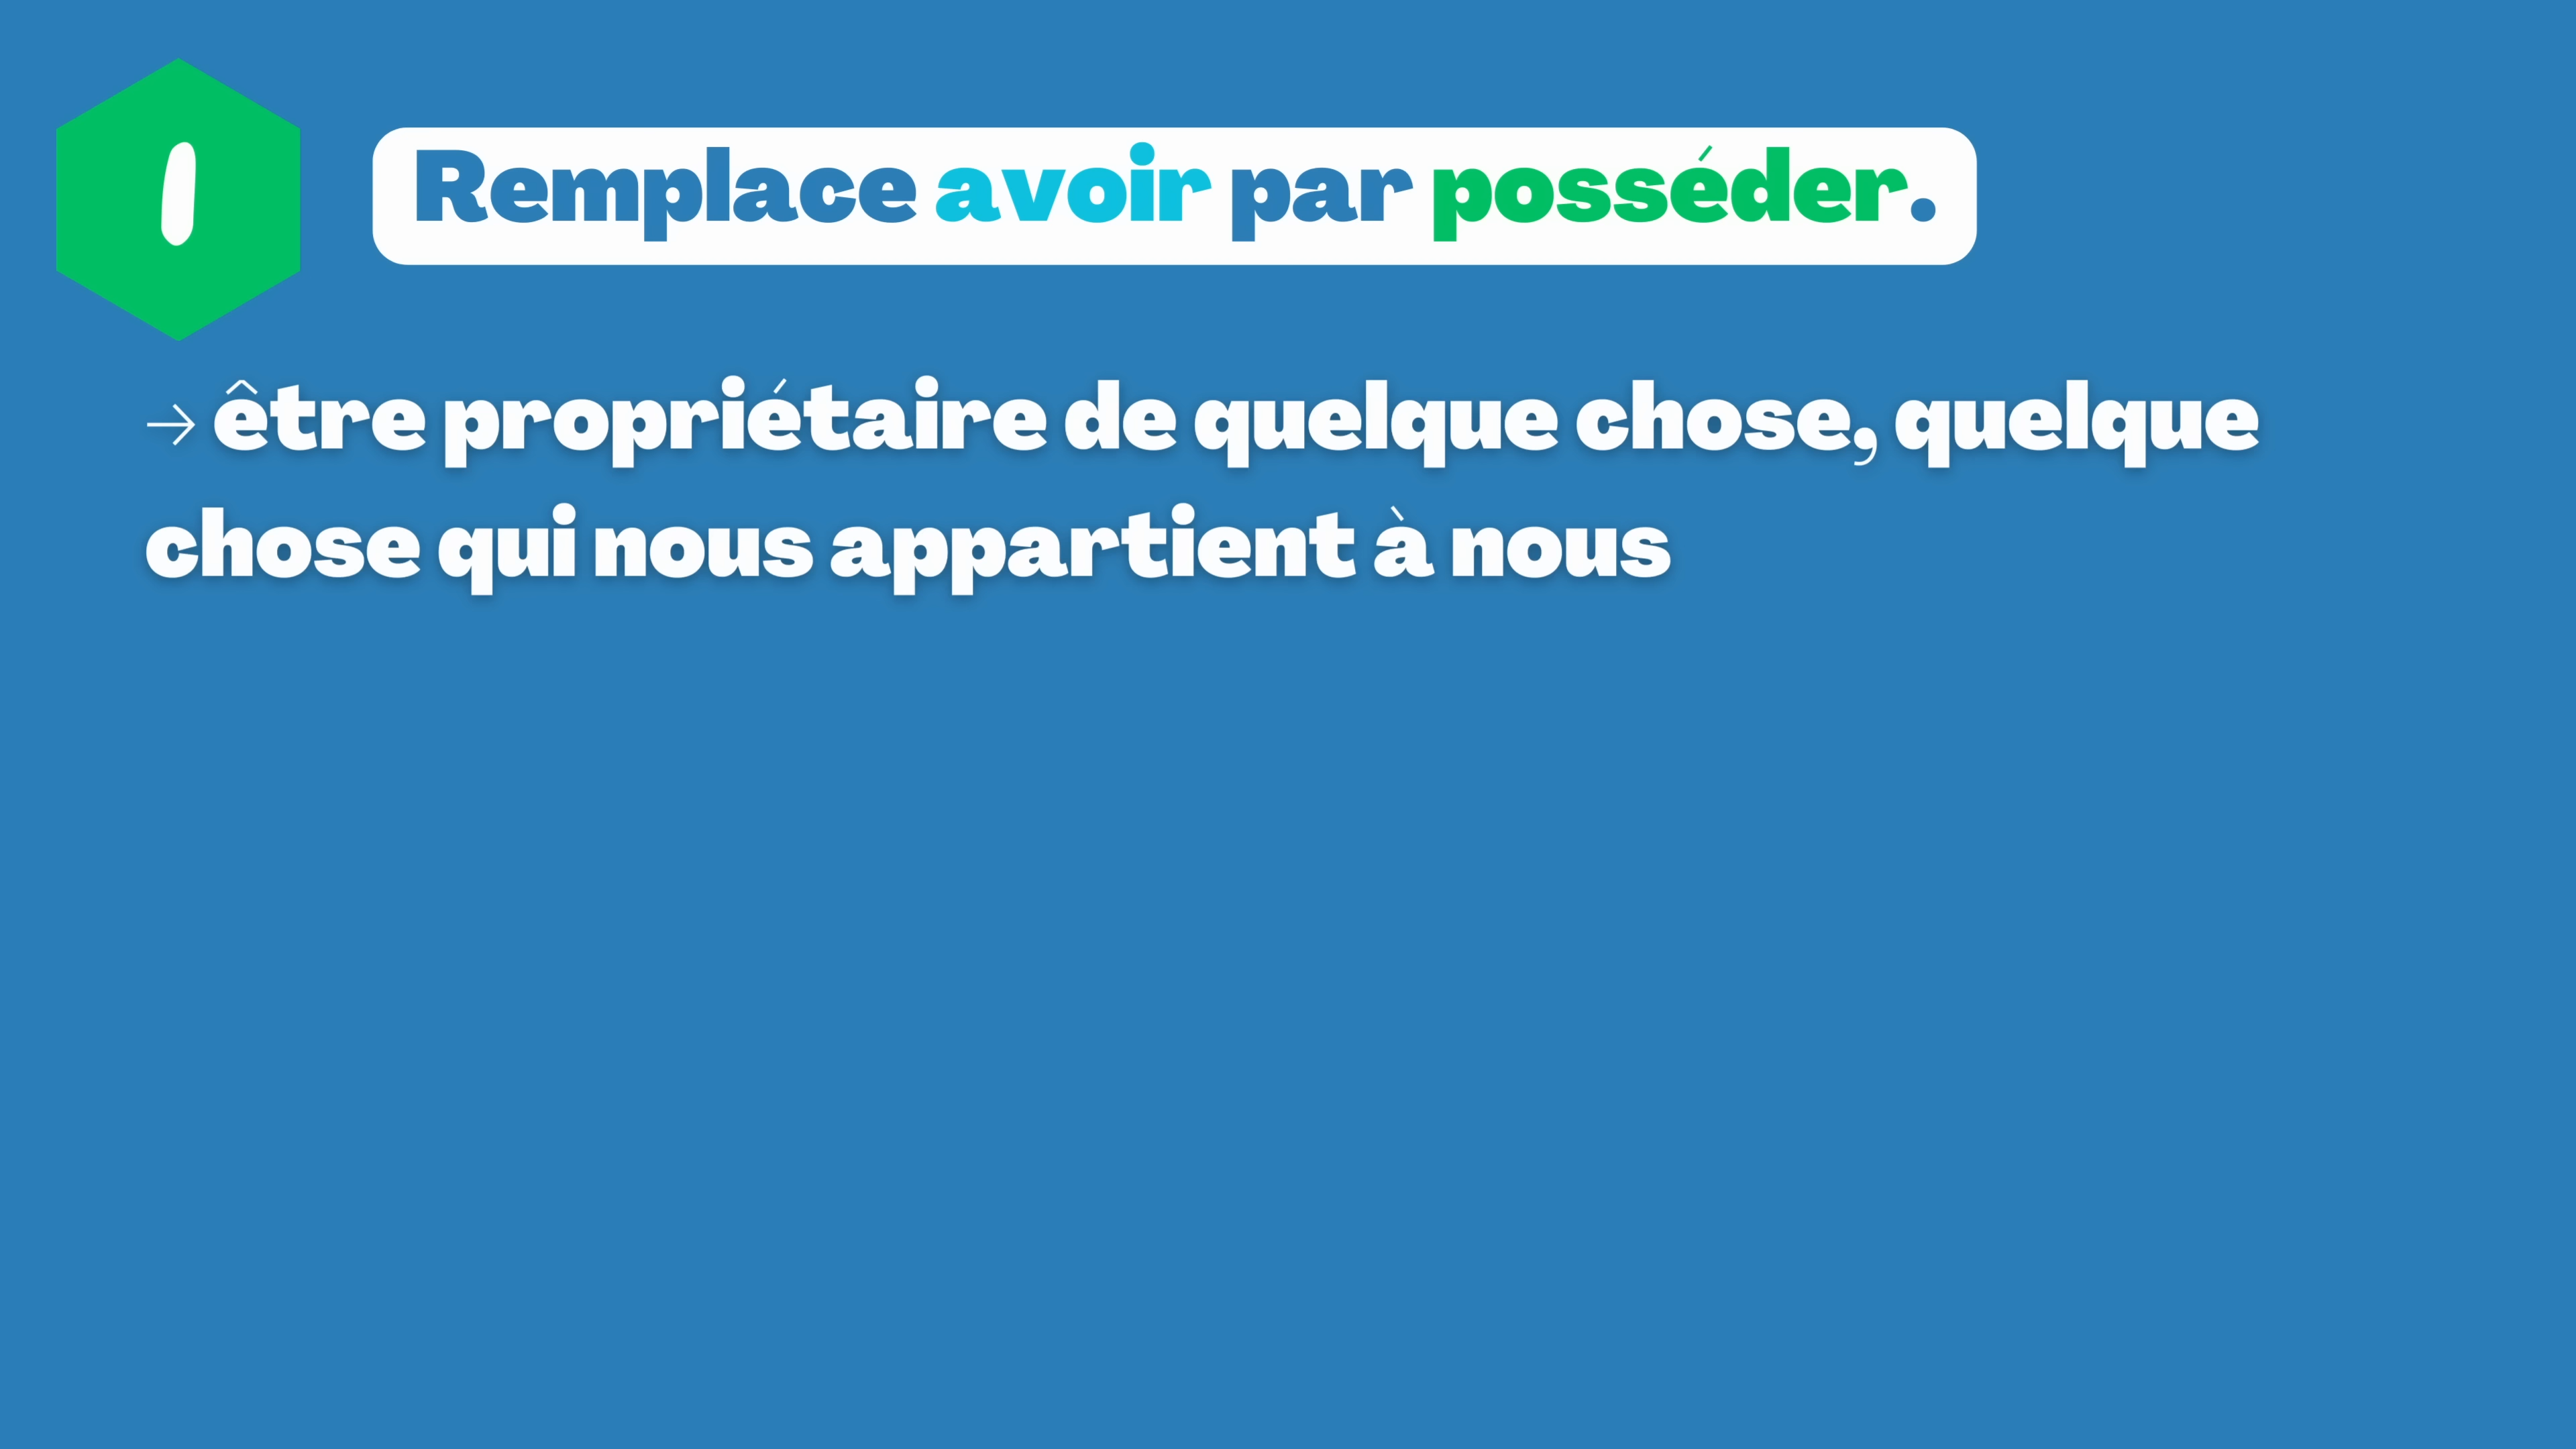 1
Remplace avoir par posséder.
→ être propriétaire de quelque chose, quelque
chose qui nous appartient à nous